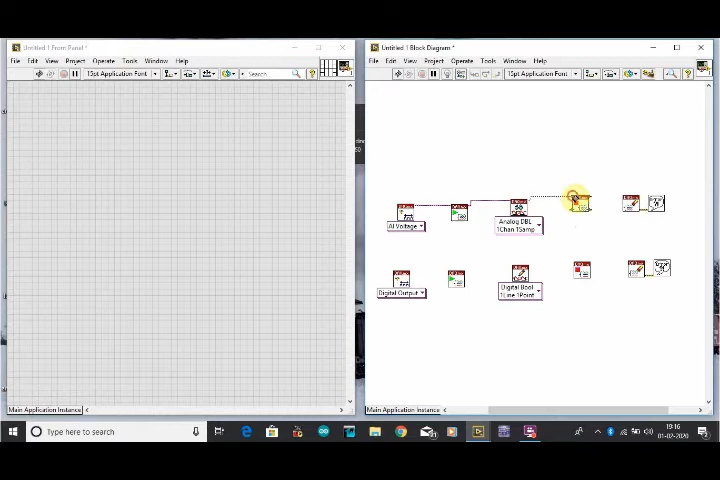 Untitled 1 Front Panel *
File Edit View Project Operate Tools Window Help
15pt Application Font
Search
Untitled 1 Block Diagram *
File Edit View Project Operate Tools Window Help
15pt Application Font
AI Voltage
Analog DBL
1Chan 1Samp
Digital Output
Digital Bool
1Line 1Point
Main Application Instance
Main Application Instance
Type here to search
19:16
01-02-2020